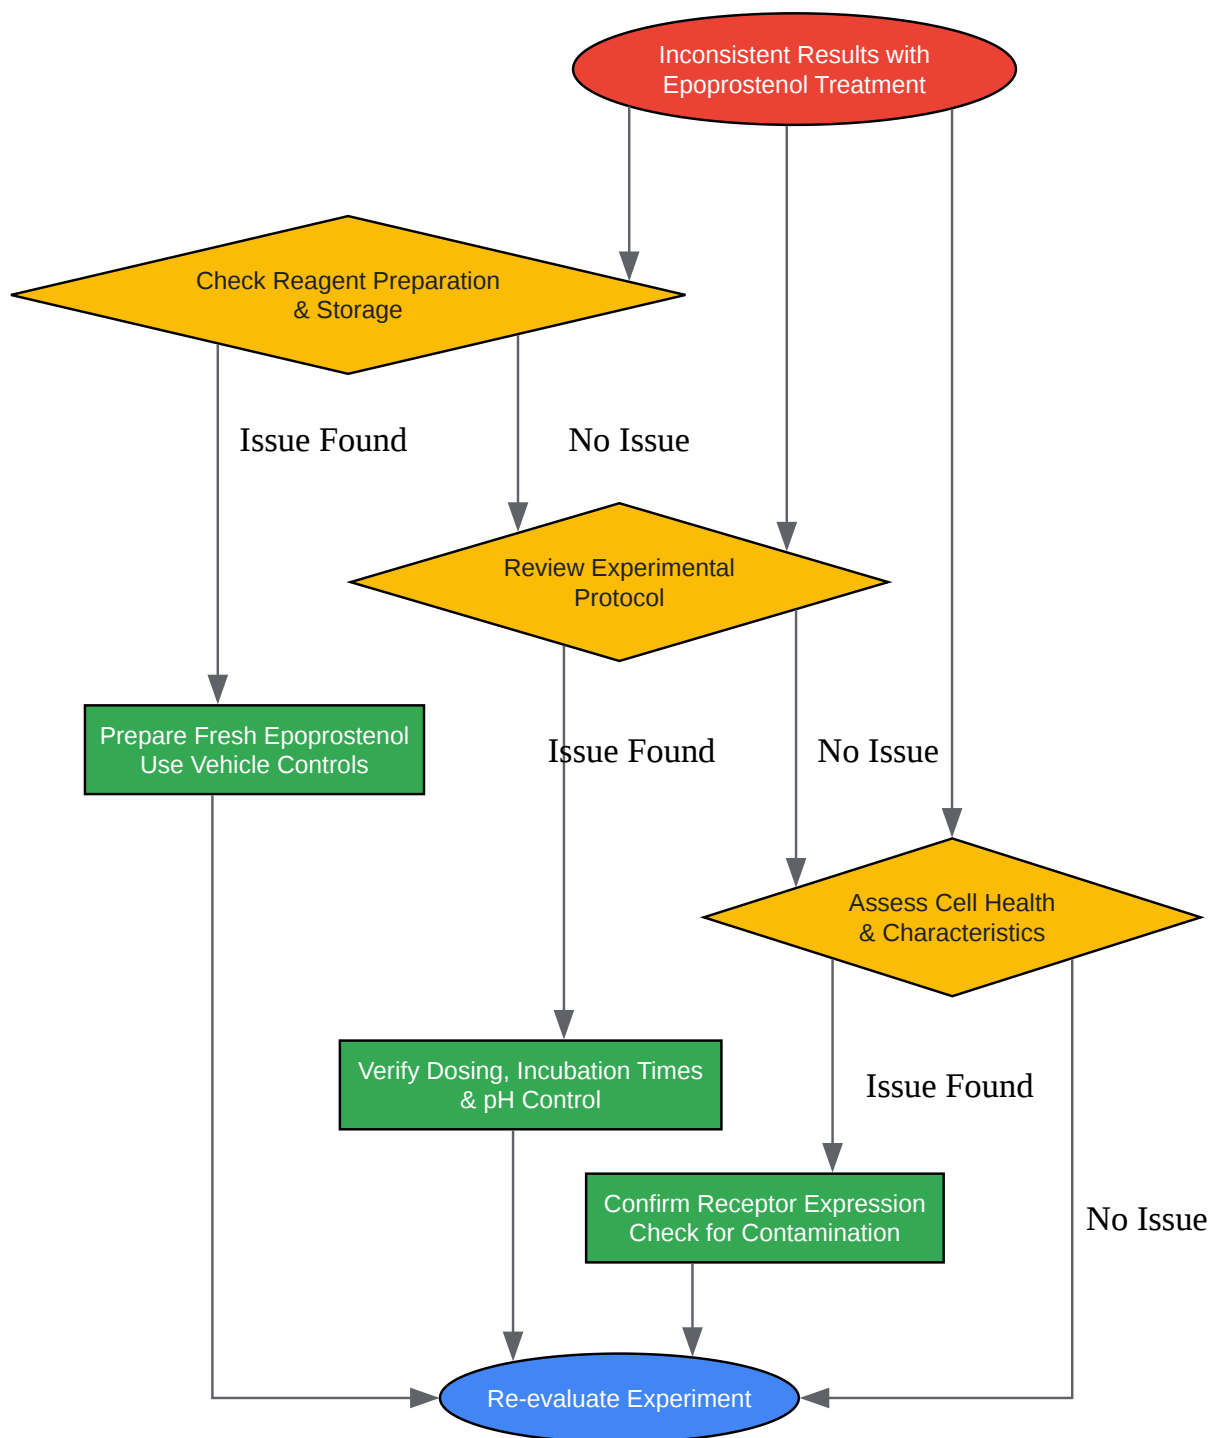 Inconsistent Results with
Epoprostenol Treatment
Check Reagent Preparation
& Storage
Issue Found
No Issue
Review Experimental
Protocol
Prepare Fresh Epoprostenol
Use Vehicle Controls
Issue Found
No Issue
Assess Cell Health
& Characteristics
Verify Dosing, Incubation Times
& pH Control
Issue Found
Confirm Receptor Expression
Check for Contamination
No Issue
Re-evaluate Experiment